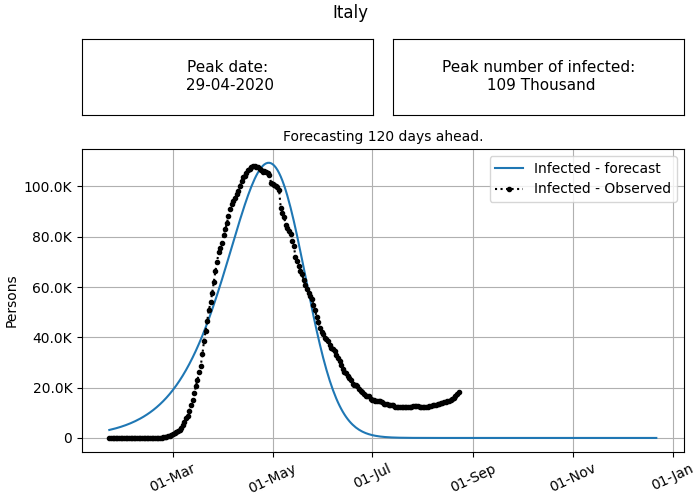 Italy
Peak date:
29-04-2020
Peak number of infected:
109 Thousand
Forecasting 120 days ahead.
Infected - forecast
Infected - Observed
100.0K
80.0K
60.0K
40.0K
20.0K
0
Persons
01-Mar
01-May
01-Jul
01-Sep
01-Nov
01-Jan